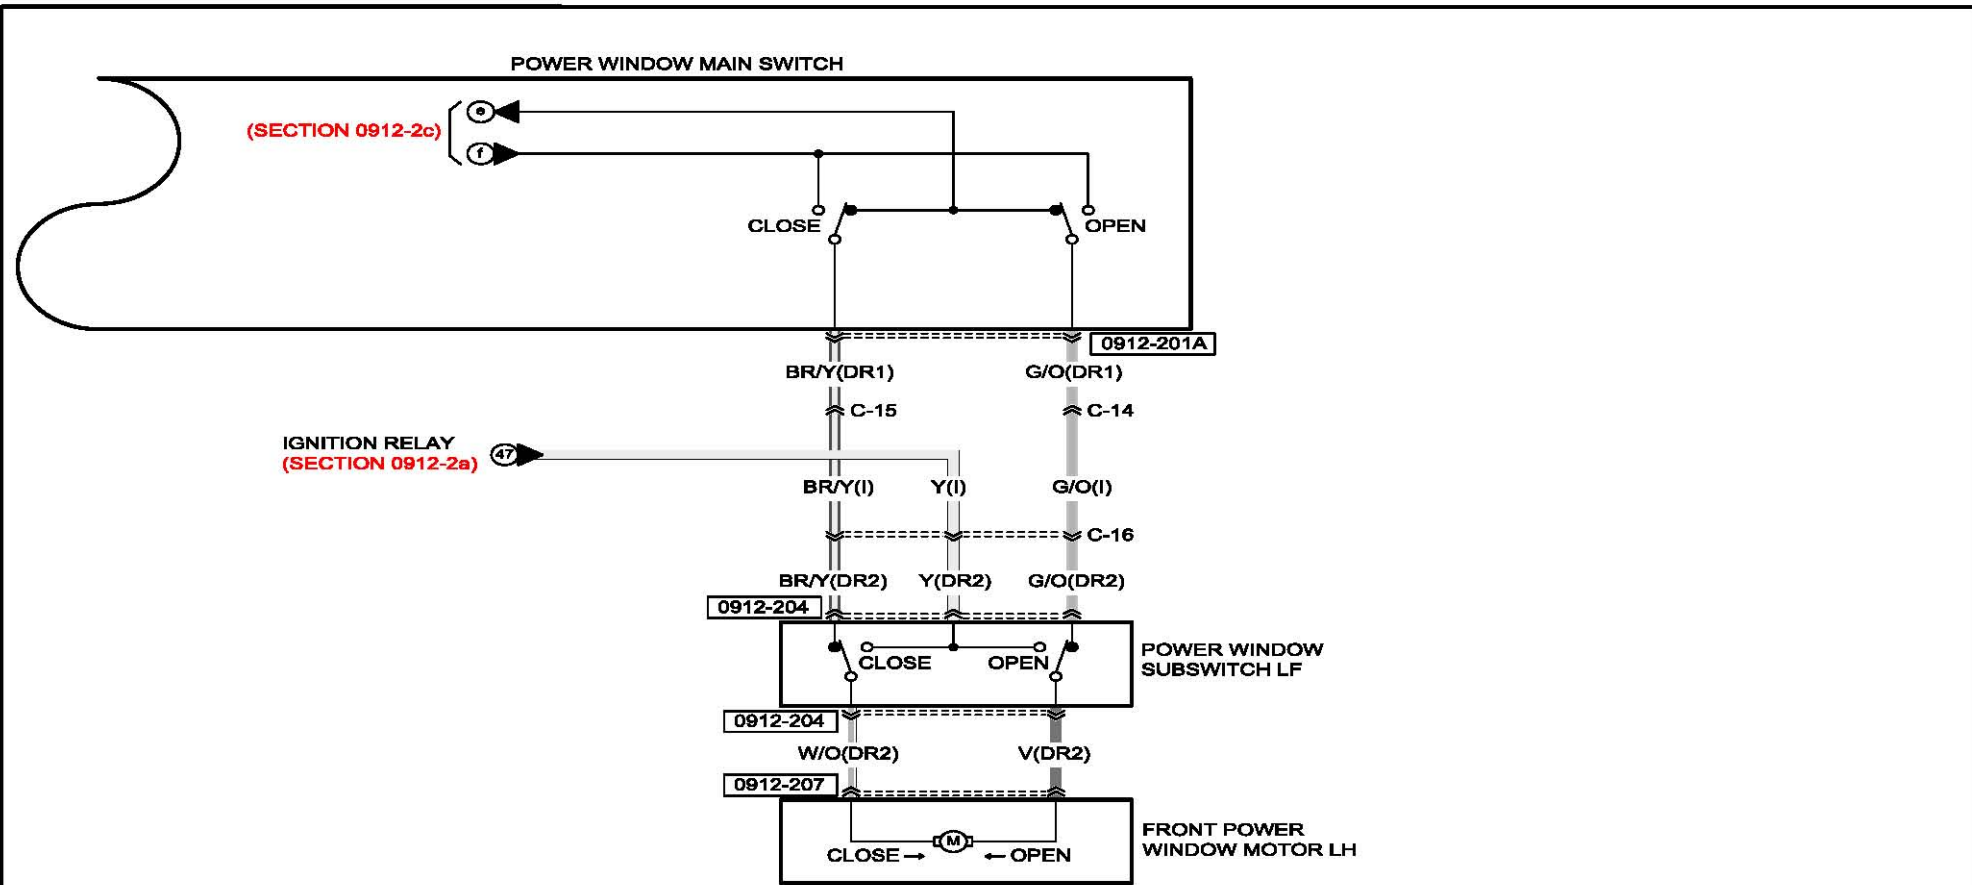 POWER WINDOW MAIN SWITCH
e
(SECTION 0912-2c)
f
CLOSE
OPEN
0912-201A
BR/Y(DR1)
G/O(DR1)
C-15
C-14
IGNITION RELAY
47
(SECTION 0912-2a)
BR/Y(I)
Y(I)
G/O(I)
C-16
BR/Y(DR2)
Y(DR2)
G/O(DR2)
0912-204
CLOSE
OPEN
POWER WINDOW
SUBSWITCH LF
0912-204
W/O(DR2)
V(DR2)
0912-207
FRONT POWER
WINDOW MOTOR LH
M
CLOSE →
← OPEN